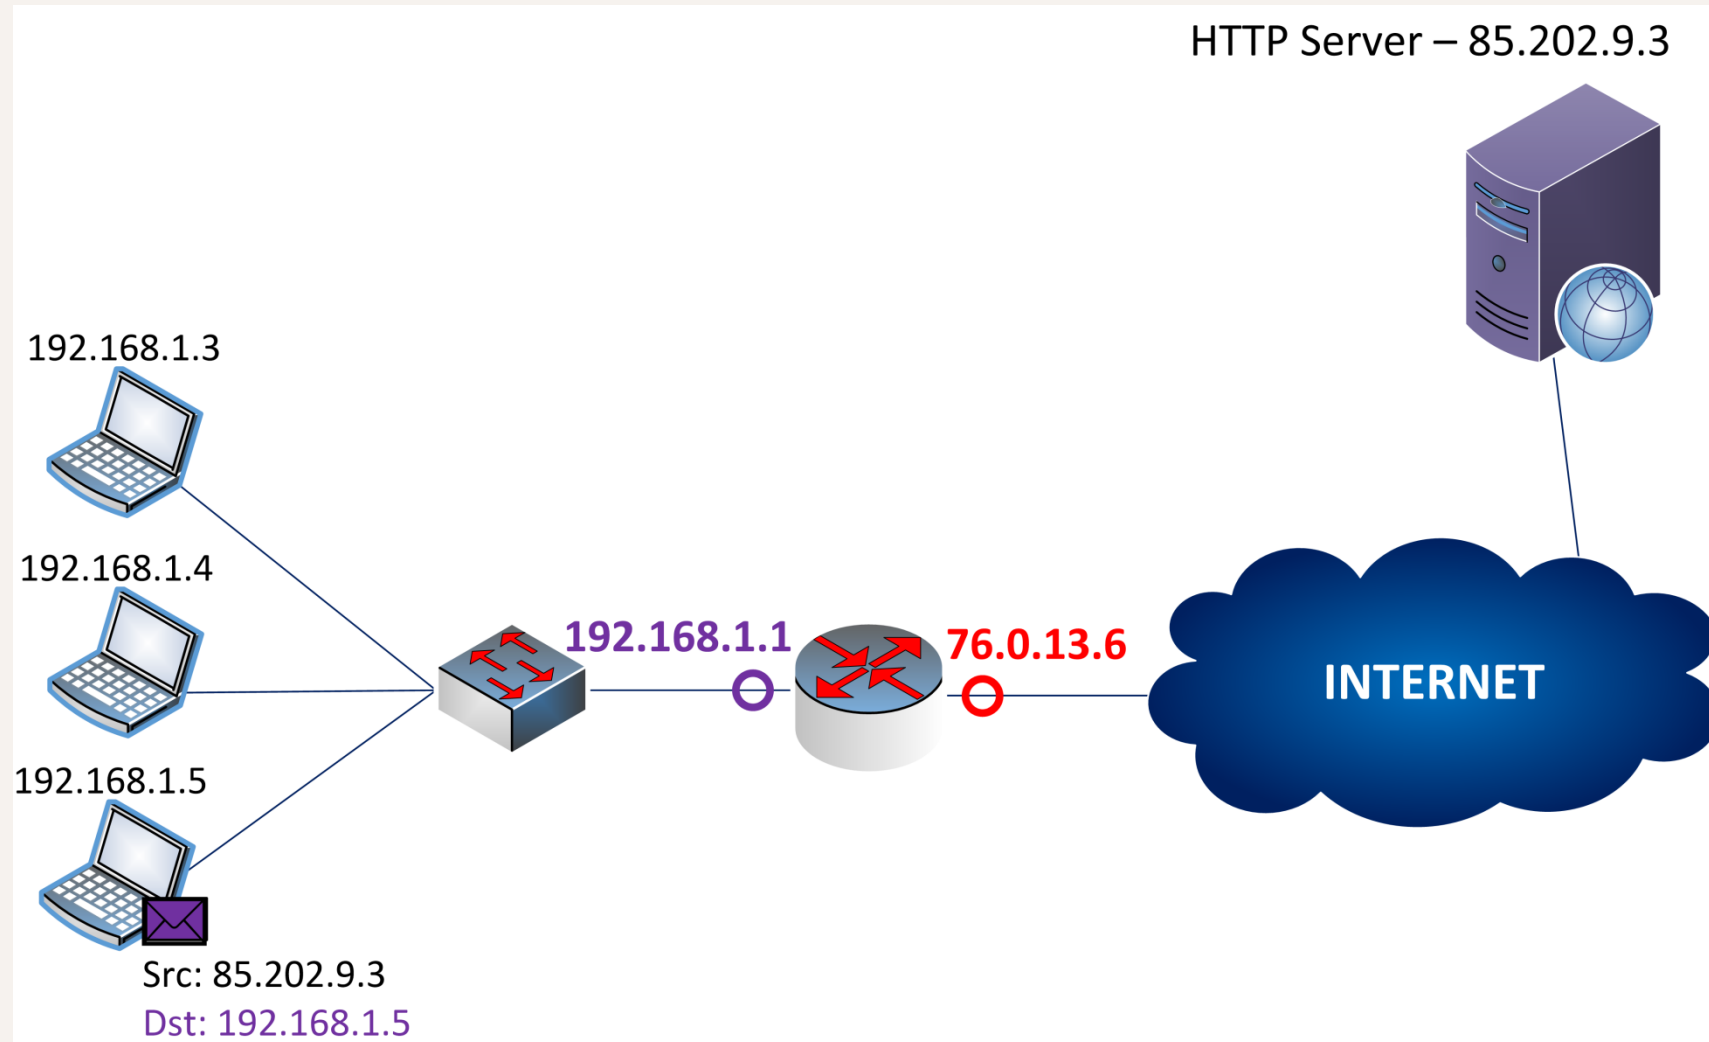 HTTP Server – 85.202.9.3
192.168.1.3
192.168.1.4
192.168.1.1
76.0.13.6
INTERNET
192.168.1.5
Src: 85.202.9.3
Dst: 192.168.1.5